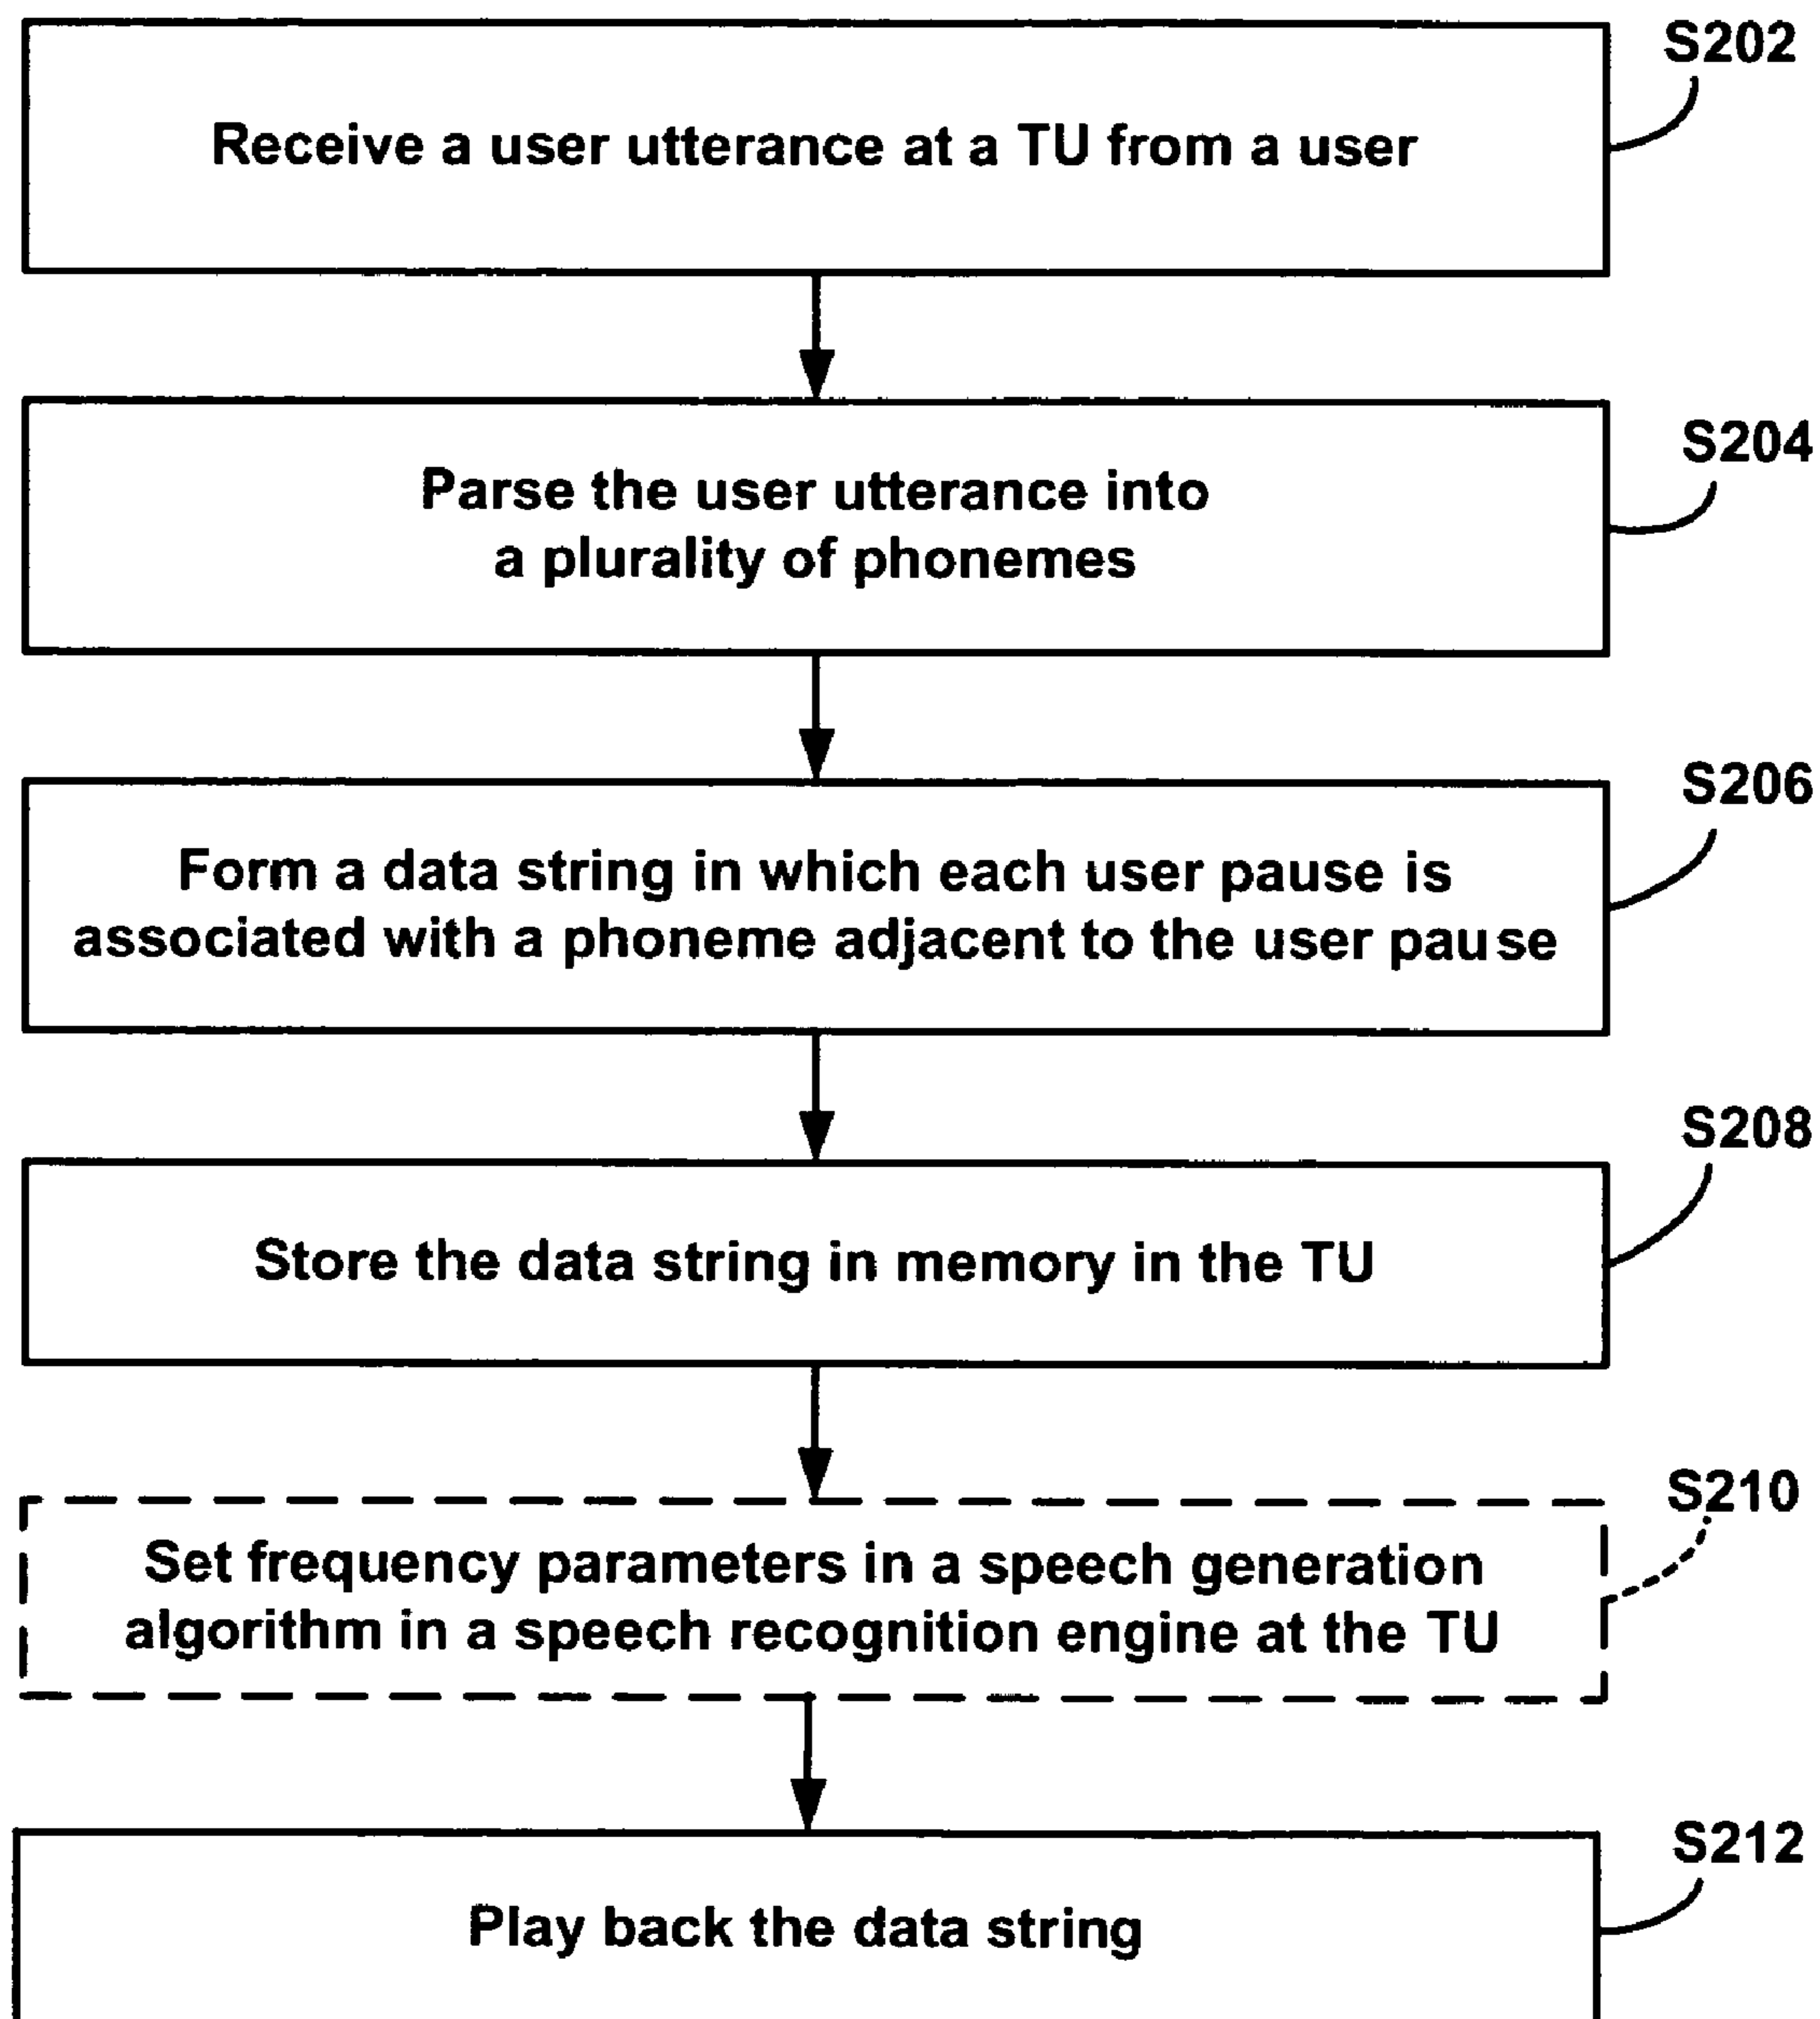 S202
Receive a user utterance at a TU from a user
S204
Parse the user utterance into
a plurality of phonemes
S206
Form a data string in which each user pause is
associated with a phoneme adjacent to the user pause
S208
Store the data string in memory in the TU
S210
Set frequency parameters in a speech generation
algorithm in a speech recognition engine at the TU
S212
Play back the data string